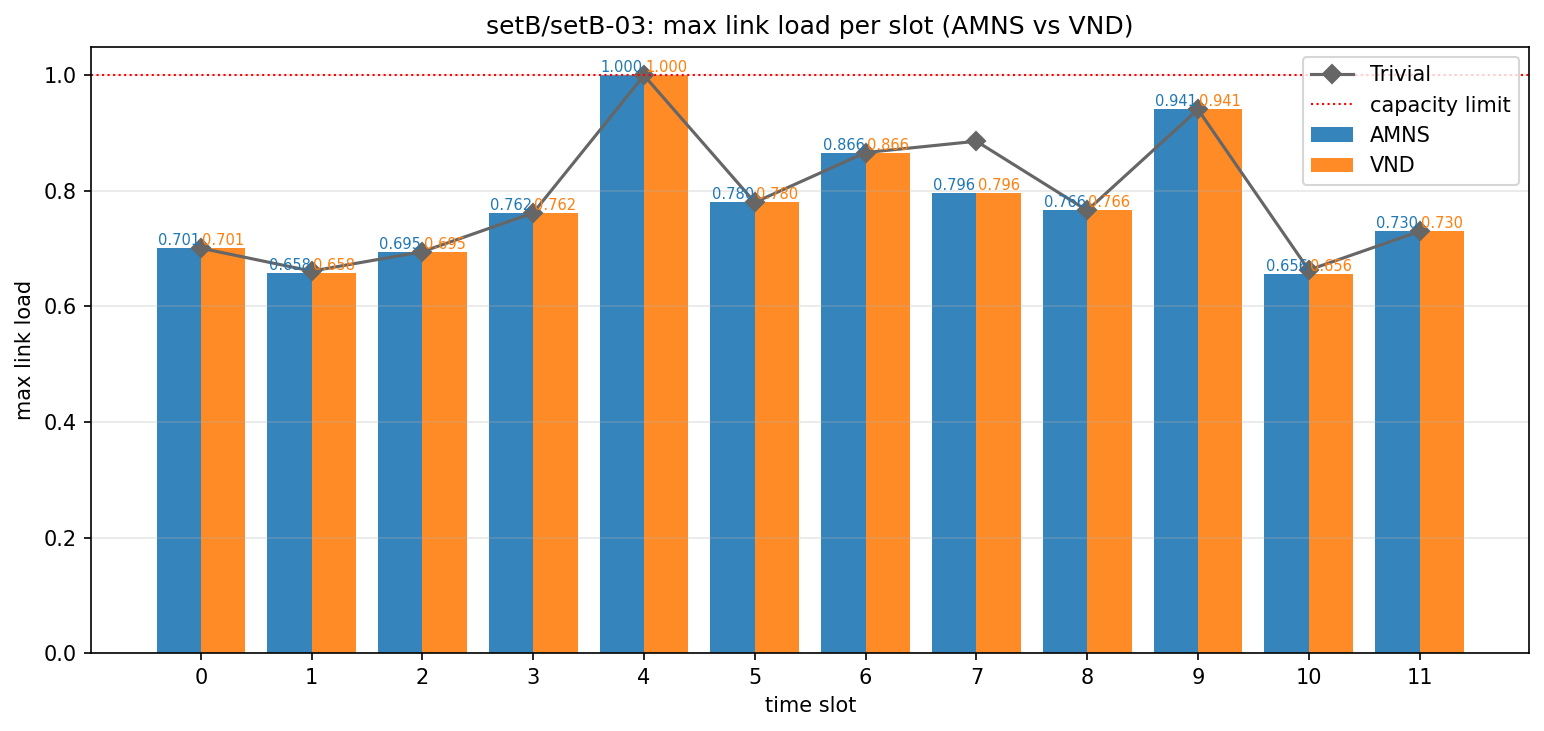 setB/setB-03: max link load per slot (AMNS vs VND)
Trivial
capacity limit
AMNS
VND
max link load
1.0
0.8
0.6
0.4
0.2
0.0
0.701 0.701
0.658 0.658
0.695 0.695
0.762 0.762
1.000 1.000
0.780 0.780
0.866 0.866
0.796 0.796
0.766 0.766
0.941 0.941
0.656 0.656
0.730 0.730
0 1 2 3 4 5 6 7 8 9 10 11
time slot